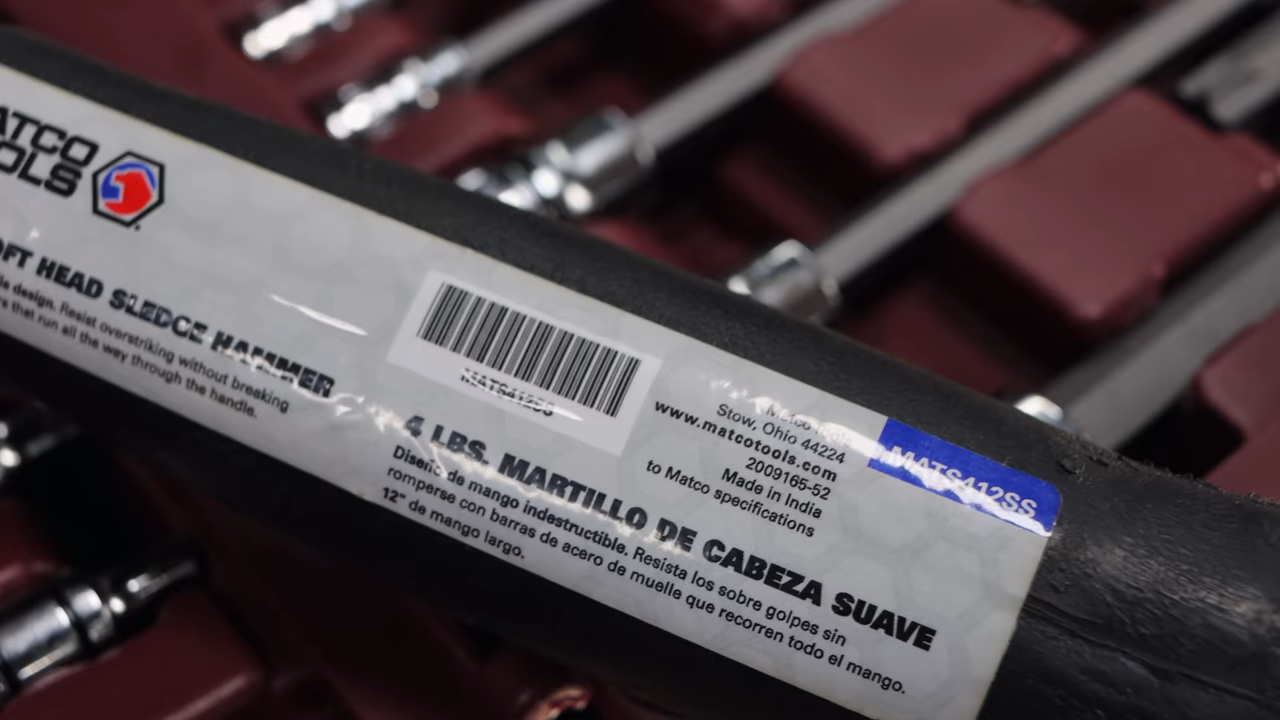 ATCO
OLS
OFT HEAD SLEDGE HAMMER
design. Resist overstriking without breaking
that run all the way through the handle.
MATS412SS
Matco
Stow, Ohio 44224
www.matcotools.com
2009165-52
Made in India
to Matco specifications
MATS412SS
4 LBS. MARTILLO DE CABEZA SUAVE
Diseño de mango indestructible. Resista los sobre golpes sin
romperse con barras de acero de muelle que recorren todo el mango.
12" de mango largo.